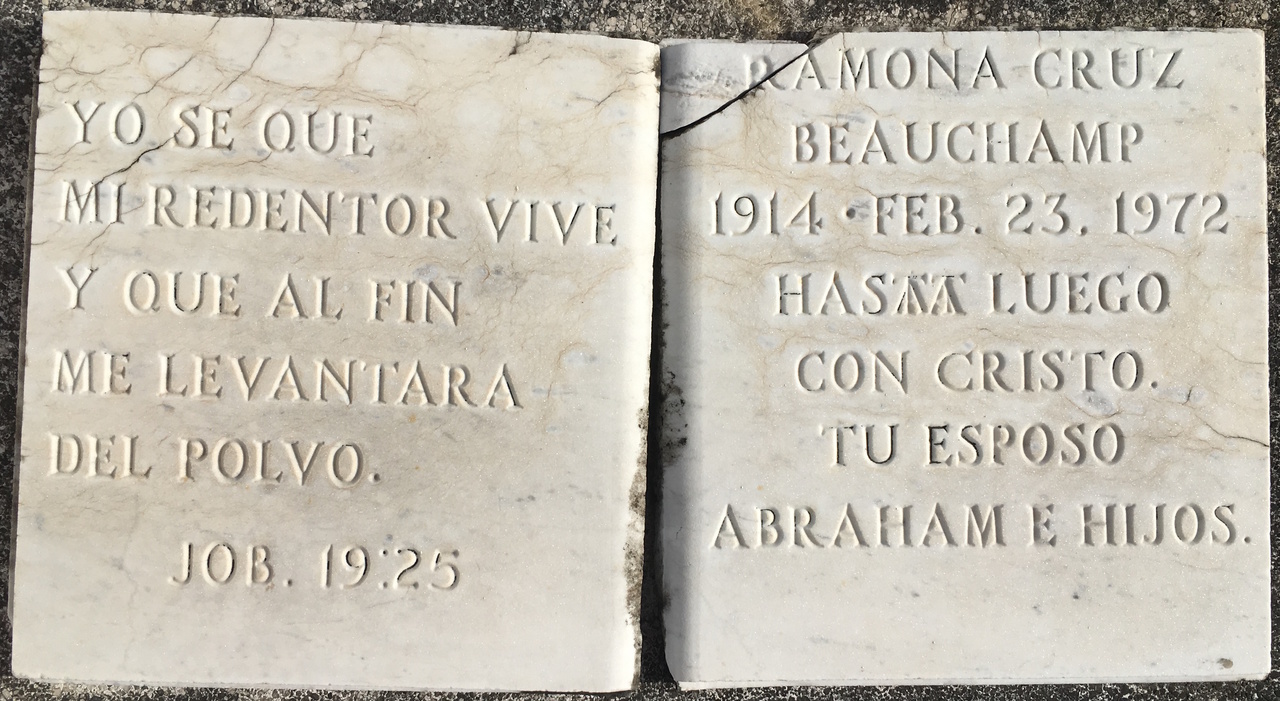 YO SE QUE
MI REDENTOR VIVE
Y QUE AL FIN
ME LEVANTARA
DEL POLVO.
JOB. 19:25
RAMONA CRUZ
BEAUCHAMP
1914 · FEB. 23. 1972
HASTA LUEGO
CON CRISTO.
TU ESPOSO
ABRAHAM E HIJOS.